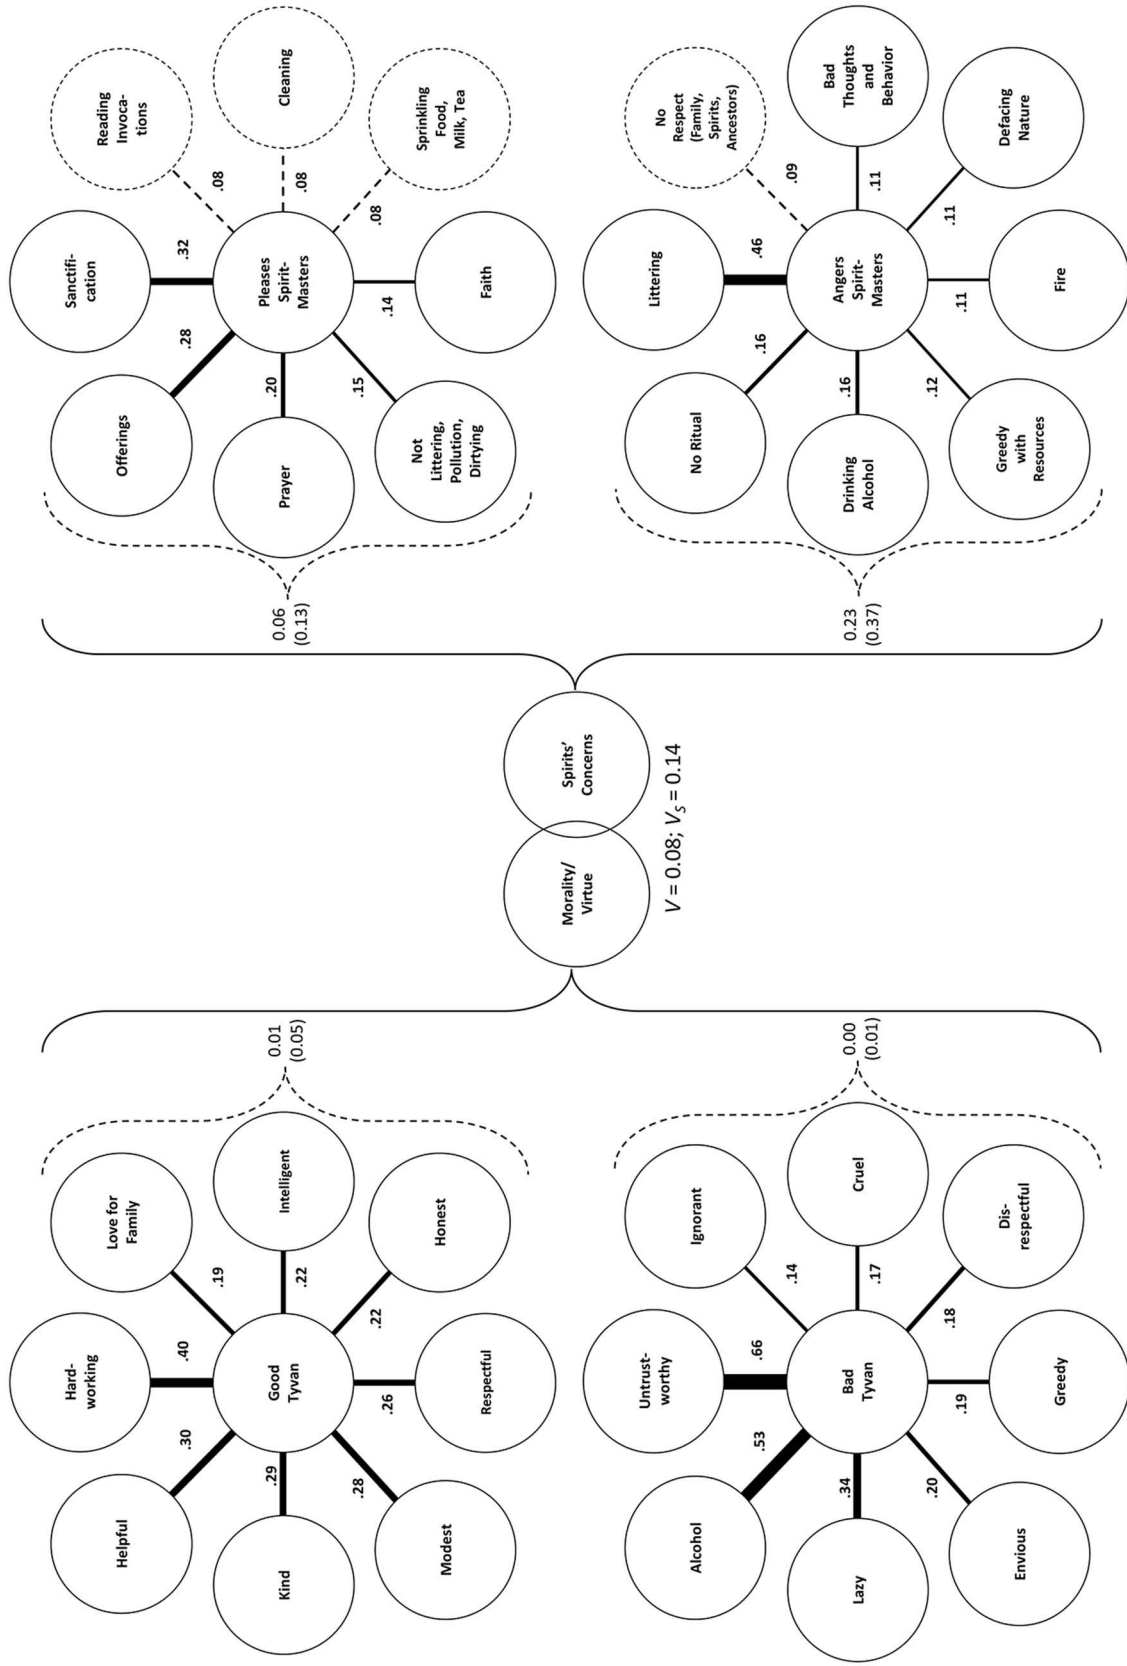 Helpful
Kind
Modest
Hard-
working
Good
Tyvan
Respectful
Love for
Family
Intelligent
Honest
.30
.29
.28
.40
.26
.19
.22
.22
0.01
(0.05)
Offerings
Prayer
Not
Littering,
Pollution,
Dirtying
Sanctifi-
cation
Pleases
Spirit-
Masters
Faith
Reading
Invoca-
tions
Cleaning
Sprinkling
Food,
Milk, Tea
.28
.20
.15
.32
.14
.08
.08
.08
0.06
(0.13)
Morality/
Virtue
Spirits'
Concerns
V = 0.08; VS = 0.14
Alcohol
Lazy
Envious
Untrust-
worthy
Bad
Tyvan
Greedy
Ignorant
Cruel
Dis-
respectful
.53
.34
.20
.66
.19
.14
.17
.18
0.00
(0.01)
No Ritual
Drinking
Alcohol
Greedy
with
Resources
Littering
Angers
Spirit-
Masters
Fire
No
Respect
(Family,
Spirits,
Ancestors)
Bad
Thoughts
and
Behavior
Defacing
Nature
.16
.16
.12
.46
.11
.09
.11
.11
0.23
(0.37)